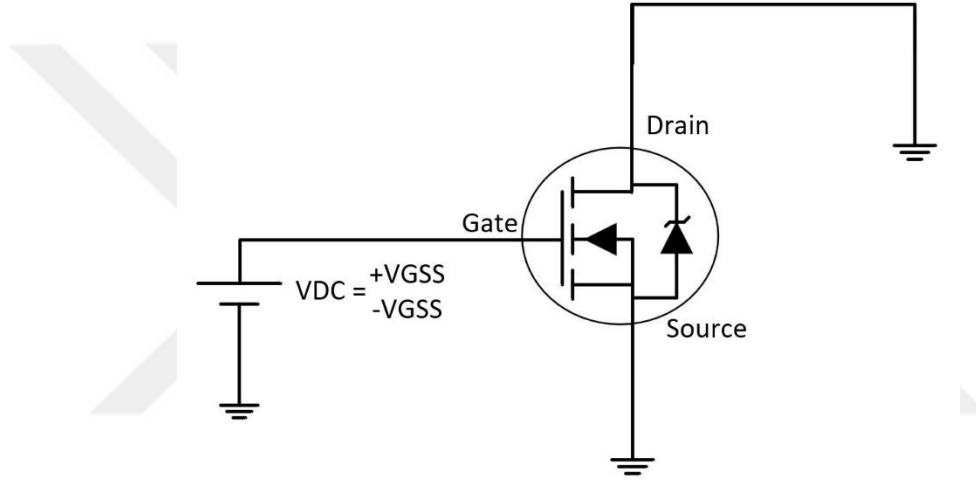 Drain
Gate
VDC = +VGSS
-VGSS
Source